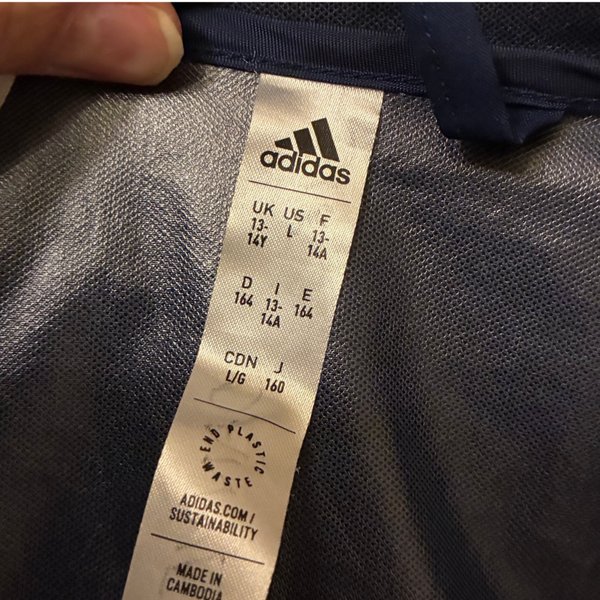 adidas
UK US F
13-14Y L 13-14A
D I E
164 13-14A 164
CDN J
L/G 160
END PLASTIC WASTE
ADIDAS.COM/
SUSTAINABILITY
MADE IN
CAMBODIA